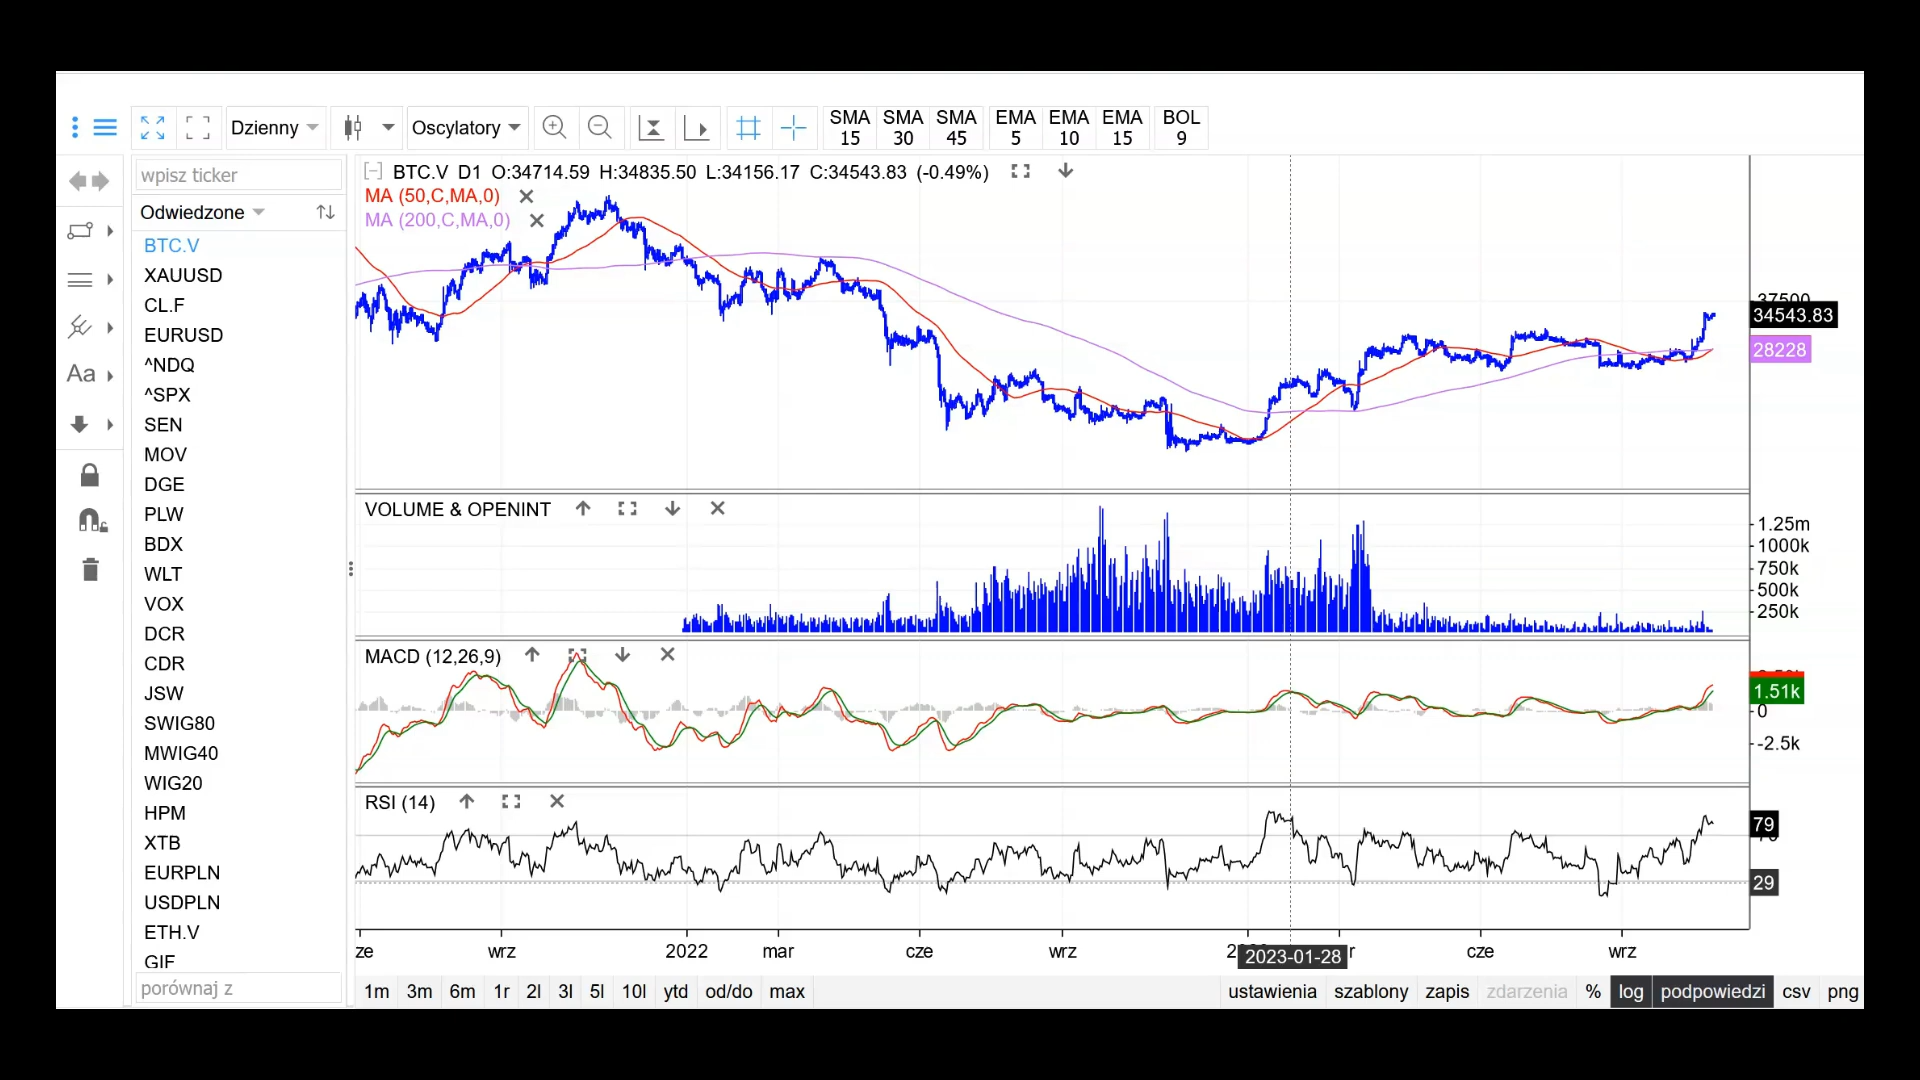 Dzienny
Oscylatory
SMA 15
SMA 30
SMA 45
EMA 5
EMA 10
EMA 15
BOL 9
wpisz ticker
Odwiedzone
BTC.V
XAUUSD
CL.F
EURUSD
^NDQ
^SPX
SEN
MOV
DGE
PLW
BDX
WLT
VOX
DCR
CDR
JSW
SWIG80
MWIG40
WIG20
HPM
XTB
EURPLN
USDPLN
ETH.V
GIF
porównaj z
Aa
BTC.V D1 O:34714.59 H:34835.50 L:34156.17 C:34543.83 (-0.49%)
MA (50,C,MA,0)
MA (200,C,MA,0)
37500
34543.83
28228
VOLUME & OPENINT
1.25m
1000k
750k
500k
250k
MACD (12,26,9)
1.51k
0
-2.5k
RSI (14)
79
29
ze wrz 2022 mar cze wrz 2023-01-28 cze wrz
1m 3m 6m 1r 2l 3l 5l 10l ytd od/do max
ustawienia szablony zapis zdarzenia % log podpowiedzi csv png